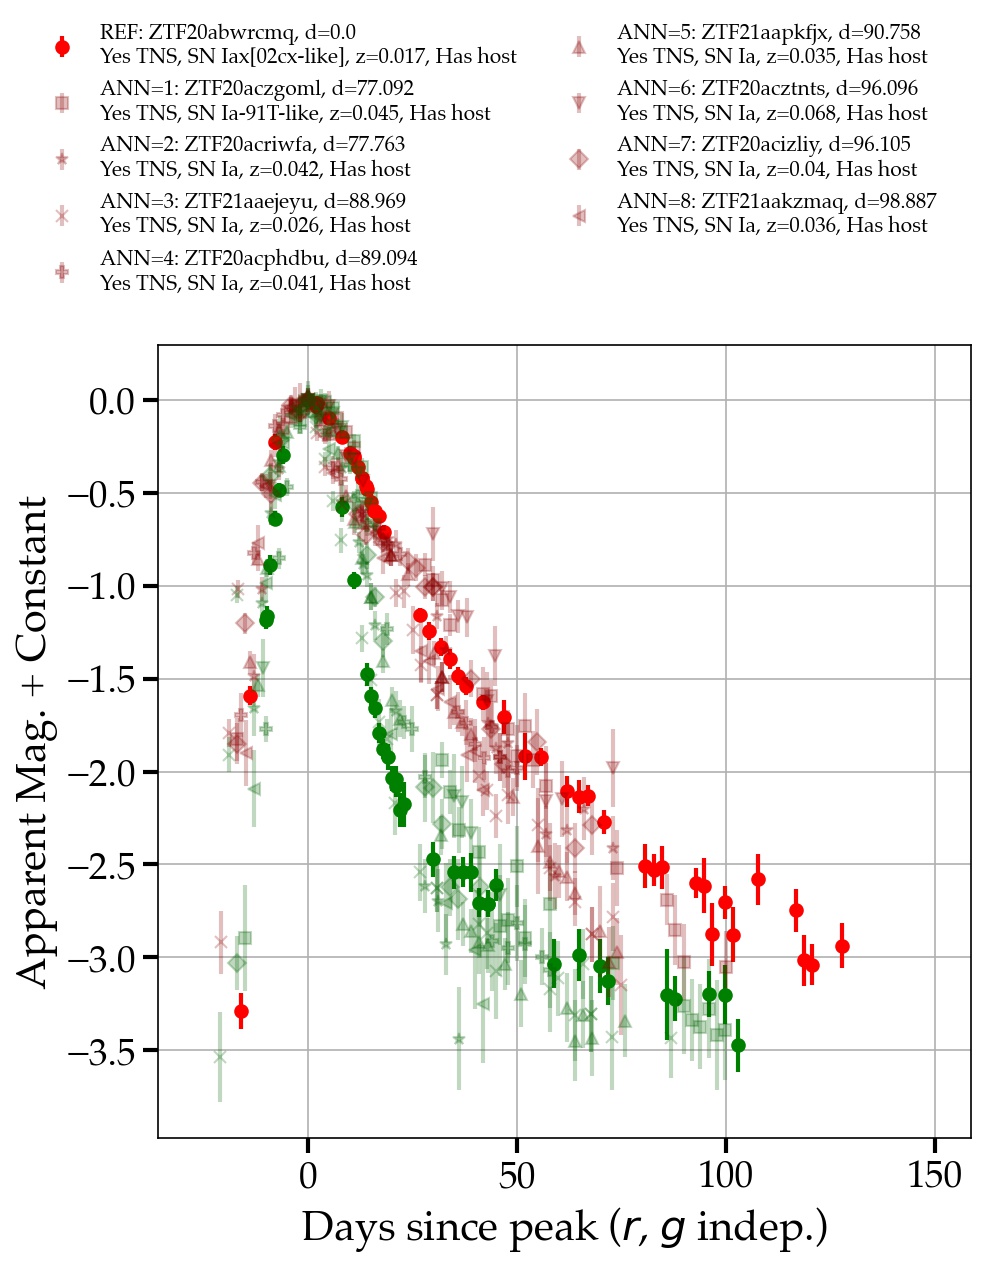 REF: ZTF20abwrcmq, d=0.0
Yes TNS, SN Iax[02cx-like], z=0.017, Has host
ANN=1: ZTF20aczgoml, d=77.092
Yes TNS, SN Ia-91T-like, z=0.045, Has host
ANN=2: ZTF20acriwfa, d=77.763
Yes TNS, SN Ia, z=0.042, Has host
ANN=3: ZTF21aaejeyu, d=88.969
Yes TNS, SN Ia, z=0.026, Has host
ANN=4: ZTF20acphdbu, d=89.094
Yes TNS, SN Ia, z=0.041, Has host
ANN=5: ZTF21aapkfjx, d=90.758
Yes TNS, SN Ia, z=0.035, Has host
ANN=6: ZTF20acztnts, d=96.096
Yes TNS, SN Ia, z=0.068, Has host
ANN=7: ZTF20acizliy, d=96.105
Yes TNS, SN Ia, z=0.04, Has host
ANN=8: ZTF21aakzmaq, d=98.887
Yes TNS, SN Ia, z=0.036, Has host
Apparent Mag. + Constant
0.0
−0.5
−1.0
−1.5
−2.0
−2.5
−3.0
−3.5
0
50
100
150
Days since peak (r, g indep.)